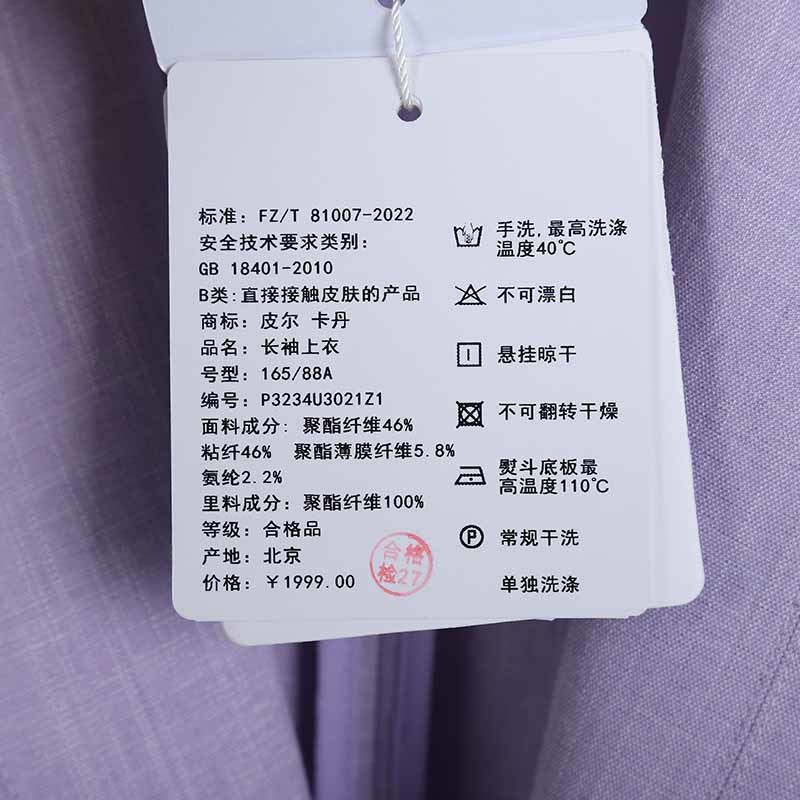 标准: FZ/T 81007-2022
安全技术要求类别:
GB 18401-2010
B类:直接接触皮肤的产品
商标: 皮尔 卡丹
品名: 长袖上衣
号型: 165/88A
编号: P3234U3021Z1
面料成分: 聚酯纤维46%
粘纤46% 聚酯薄膜纤维5.8%
氨纶2.2%
里料成分: 聚酯纤维100%
等级: 合格品
产地: 北京
价格: ¥1999.00
合格
检27
手洗,最高洗涤
温度40℃
不可漂白
悬挂晾干
不可翻转干燥
熨斗底板最
高温度110℃
P
常规干洗
单独洗涤